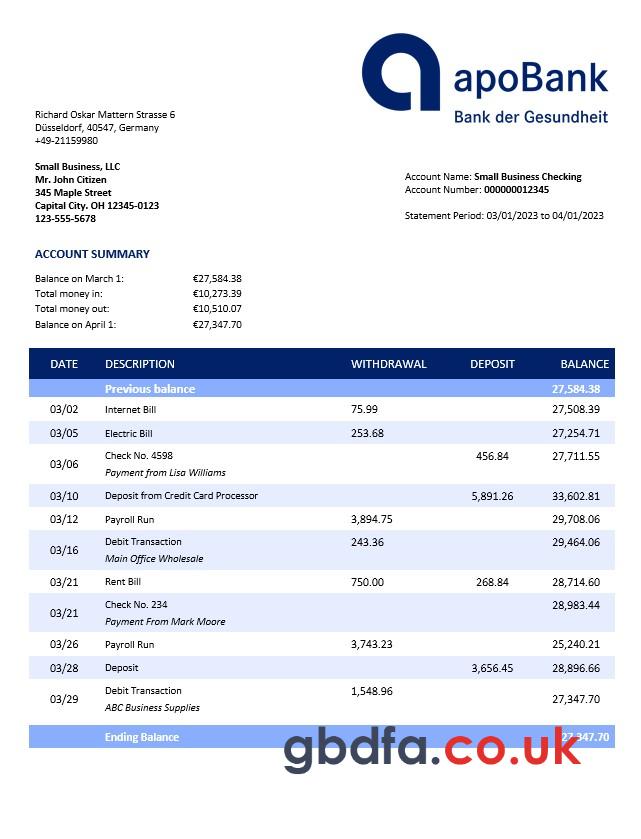 apoBank
Bank der Gesundheit
Richard Oskar Mattern Strasse 6
Düsseldorf, 40547, Germany
+49-21159980
Small Business, LLC
Mr. John Citizen
345 Maple Street
Capital City. OH 12345-0123
123-555-5678
Account Name: Small Business Checking
Account Number: 000000012345
Statement Period: 03/01/2023 to 04/01/2023
ACCOUNT SUMMARY
Balance on March 1: €27,584.38
Total money in: €10,273.39
Total money out: €10,510.07
Balance on April 1: €27,347.70
DATE DESCRIPTION WITHDRAWAL DEPOSIT BALANCE
Previous balance 27,584.38
03/02 Internet Bill 75.99 27,508.39
03/05 Electric Bill 253.68 27,254.71
03/06 Check No. 4598 456.84 27,711.55
Payment from Lisa Williams
03/10 Deposit from Credit Card Processor 5,891.26 33,602.81
03/12 Payroll Run 3,894.75 29,708.06
03/16 Debit Transaction 243.36 29,464.06
Main Office Wholesale
03/21 Rent Bill 750.00 268.84 28,714.60
03/21 Check No. 234 28,983.44
Payment From Mark Moore
03/26 Payroll Run 3,743.23 25,240.21
03/28 Deposit 3,656.45 28,896.66
03/29 Debit Transaction 1,548.96 27,347.70
ABC Business Supplies
Ending Balance 27,347.70
gbdfa.co.uk